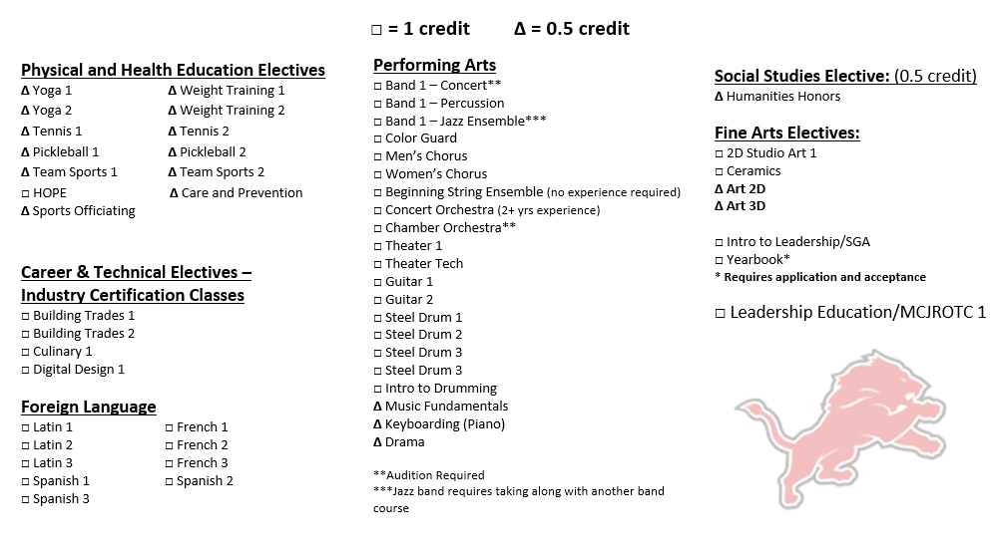 □ = 1 credit Δ = 0.5 credit
Physical and Health Education Electives
Δ Yoga 1 Δ Weight Training 1
Δ Yoga 2 Δ Weight Training 2
Δ Tennis 1 Δ Tennis 2
Δ Pickleball 1 Δ Pickleball 2
Δ Team Sports 1 Δ Team Sports 2
□ HOPE Δ Care and Prevention
Δ Sports Officiating
Career & Technical Electives –
Industry Certification Classes
□ Building Trades 1
□ Building Trades 2
□ Culinary 1
□ Digital Design 1
Foreign Language
□ Latin 1 □ French 1
□ Latin 2 □ French 2
□ Latin 3 □ French 3
□ Spanish 1 □ Spanish 2
□ Spanish 3
Performing Arts
□ Band 1 – Concert**
□ Band 1 – Percussion
□ Band 1 – Jazz Ensemble***
□ Color Guard
□ Men’s Chorus
□ Women’s Chorus
□ Beginning String Ensemble (no experience required)
□ Concert Orchestra (2+ yrs experience)
□ Chamber Orchestra**
□ Theater 1
□ Theater Tech
□ Guitar 1
□ Guitar 2
□ Steel Drum 1
□ Steel Drum 2
□ Steel Drum 3
□ Steel Drum 3
□ Intro to Drumming
Δ Music Fundamentals
Δ Keyboarding (Piano)
Δ Drama
**Audition Required
***Jazz band requires taking along with another band
course
Social Studies Elective: (0.5 credit)
Δ Humanities Honors
Fine Arts Electives:
□ 2D Studio Art 1
□ Ceramics
Δ Art 2D
Δ Art 3D
□ Intro to Leadership/SGA
□ Yearbook*
* Requires application and acceptance
□ Leadership Education/MCJROTC 1